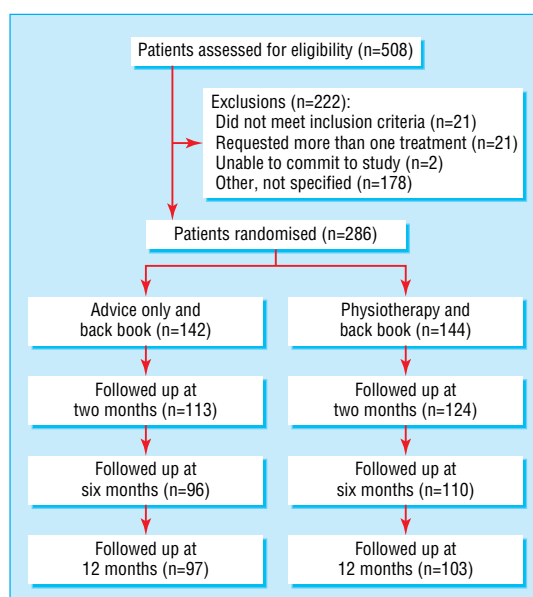 Patients assessed for eligibility (n=508)
Exclusions (n=222):
Did not meet inclusion criteria (n=21)
Requested more than one treatment (n=21)
Unable to commit to study (n=2)
Other, not specified (n=178)
Patients randomised (n=286)
Advice only and
back book (n=142)
Physiotherapy and
back book (n=144)
Followed up at
two months (n=113)
Followed up at
two months (n=124)
Followed up at
six months (n=96)
Followed up at
six months (n=110)
Followed up at
12 months (n=97)
Followed up at
12 months (n=103)